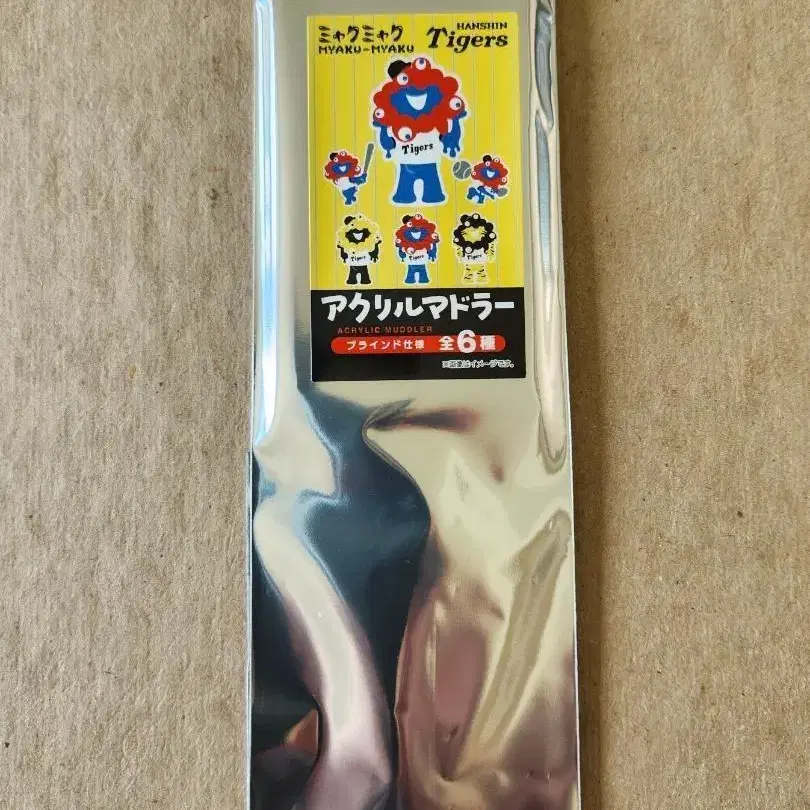 ミャクミャク
MYAKU-MYAKU
HANSHIN
Tigers
Tigers
Tigers
Tigers
Tigers
アクリルマドラー
ACRYLIC MUDDLER
ブラインド仕様 全6種
※画像はイメージです。